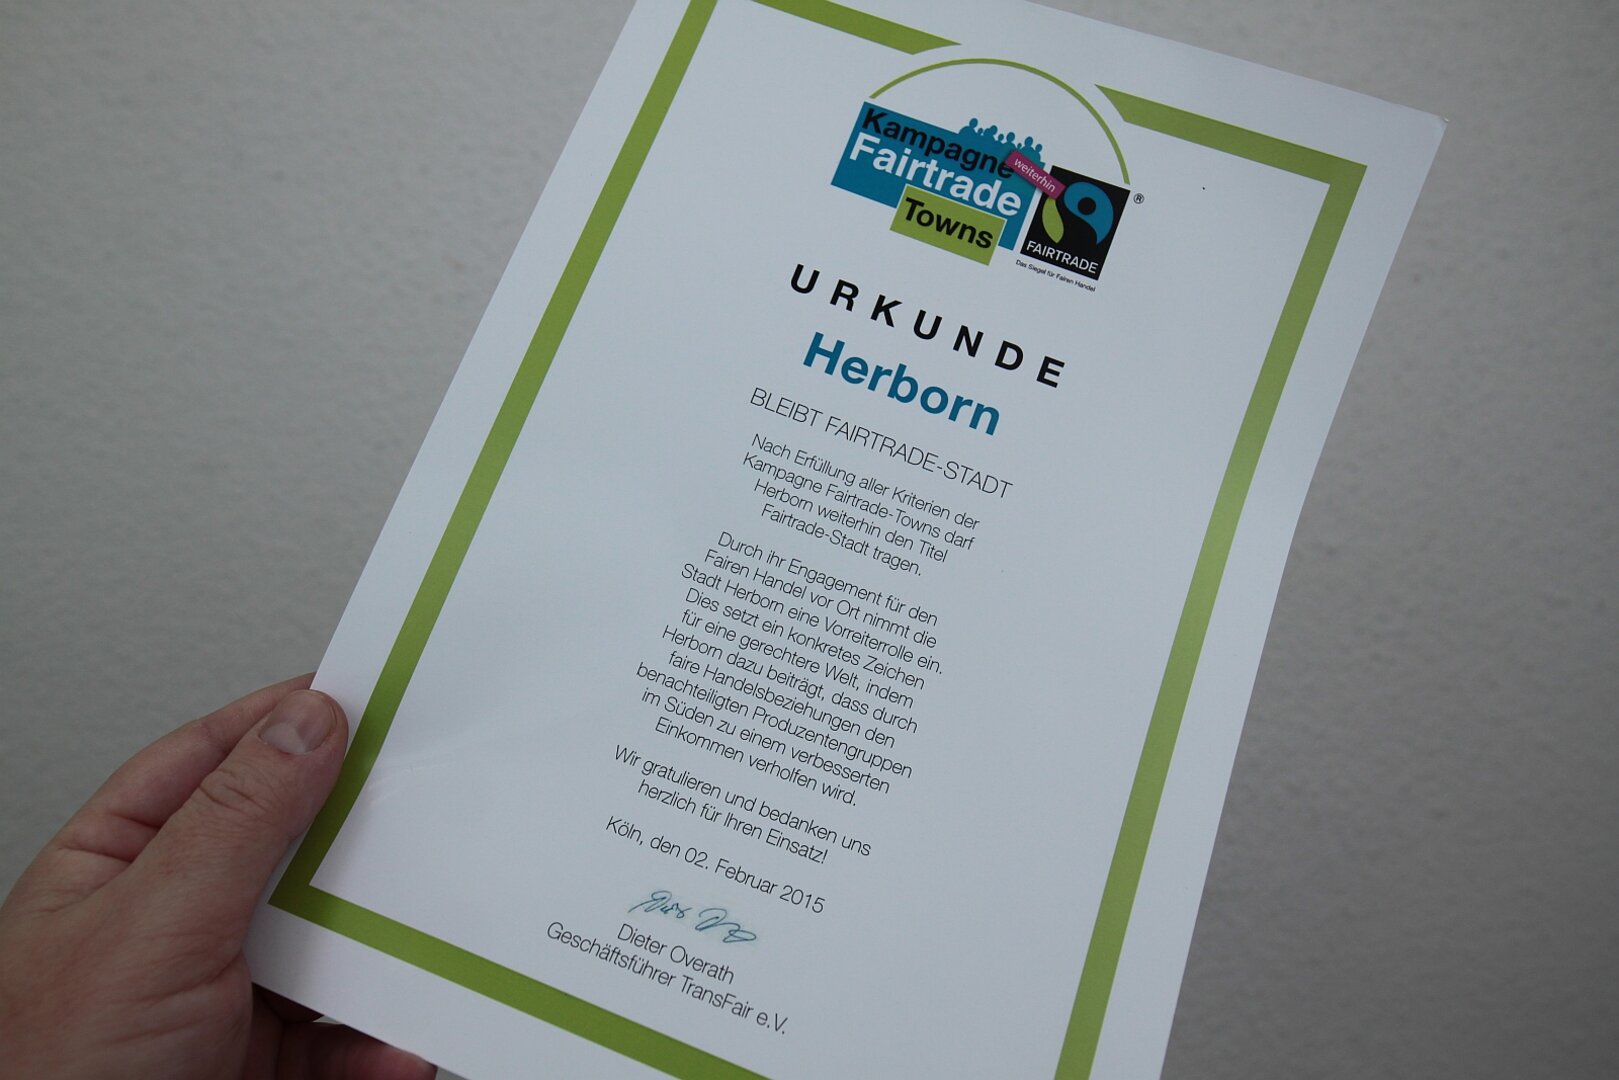 Kampagne
weiterhin
Fairtrade
Towns
®
FAIRTRADE
Das Siegel für Fairen Handel
URKUNDE
Herborn
BLEIBT FAIRTRADE-STADT
Nach Erfüllung aller Kriterien der
Kampagne Fairtrade-Towns darf
Herborn weiterhin den Titel
Fairtrade-Stadt tragen.
Durch ihr Engagement für den
Fairen Handel vor Ort nimmt die
Stadt Herborn eine Vorreiterrolle ein.
Dies setzt ein konkretes Zeichen
für eine gerechtere Welt, indem
Herborn dazu beiträgt, dass durch
faire Handelsbeziehungen den
benachteiligten Produzentengruppen
im Süden zu einem verbesserten
Einkommen verholfen wird.
Wir gratulieren und bedanken uns
herzlich für Ihren Einsatz!
Köln, den 02. Februar 2015
Dieter Overath
Geschäftsführer TransFair e.V.